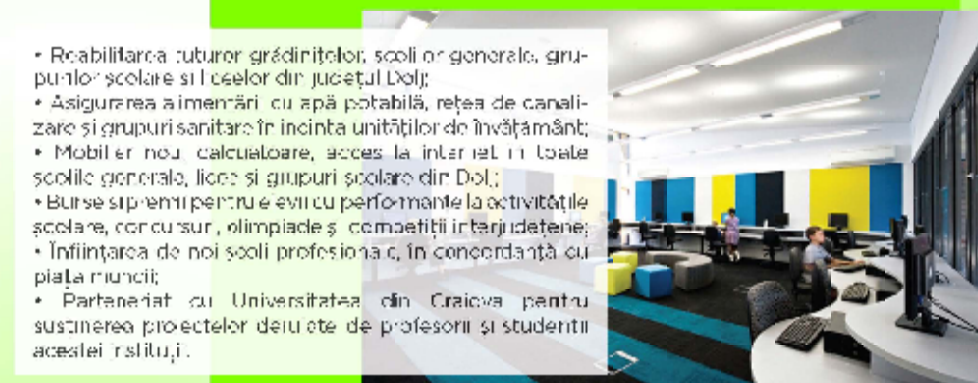 • Reabilitarea tuturor grădinițelor, școlilor generale, gru-
purilor școlare si liceelor din județul Dolj;
• Asigurarea alimentării cu apă potabilă, rețea de canali-
zare și grupuri sanitare în incinta unităților de învățământ;
• Mobilier nou, calculatoare, acces la internet in toate
școlile generale, licee și grupuri școlare din Dolj;
• Burse si premii pentru elevii cu performanțe la activitățile
școlare, concursuri, olimpiade și competiții interjudețene;
• Înființarea de noi școli profesionale, în concordanță cu
piața muncii;
• Parteneriat cu Universitatea din Craiova pentru
susținerea proiectelor derulate de profesorii și studenții
acestei instituții.